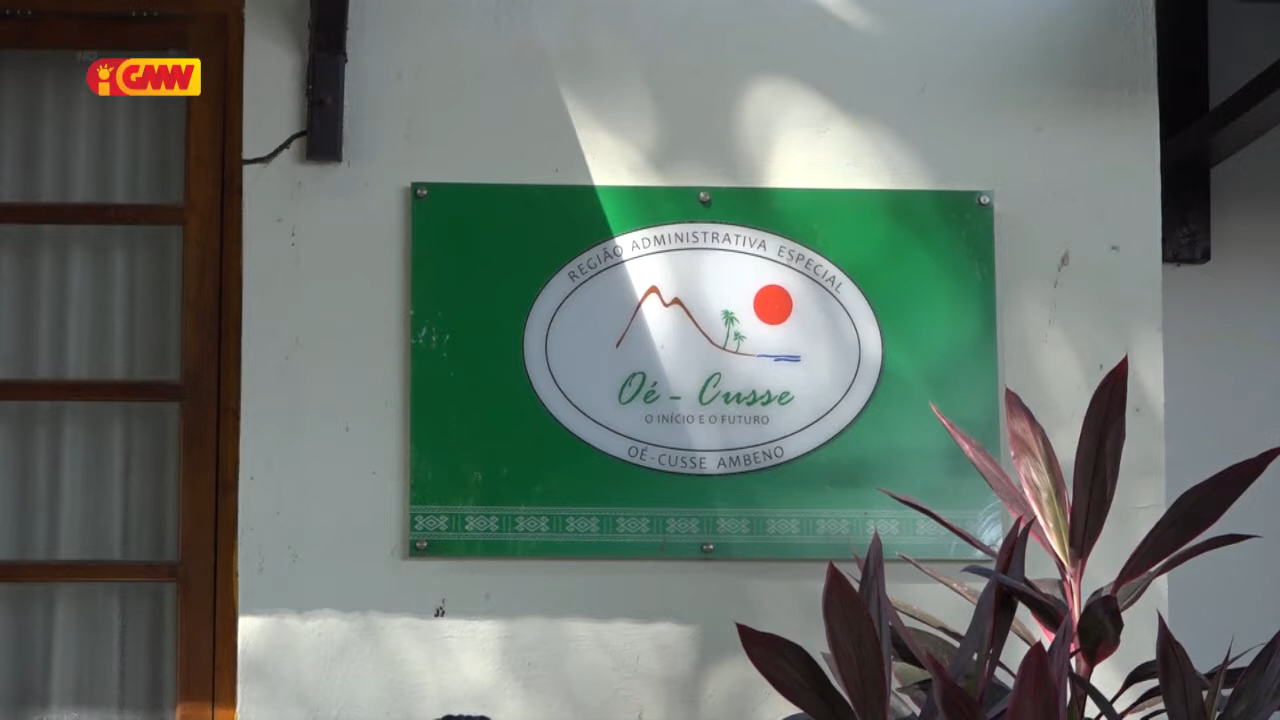 GMN
REGIÃO ADMINISTRATIVA ESPECIAL
Oé - Cusse
O INÍCIO E O FUTURO
OÉ-CUSSE AMBENO